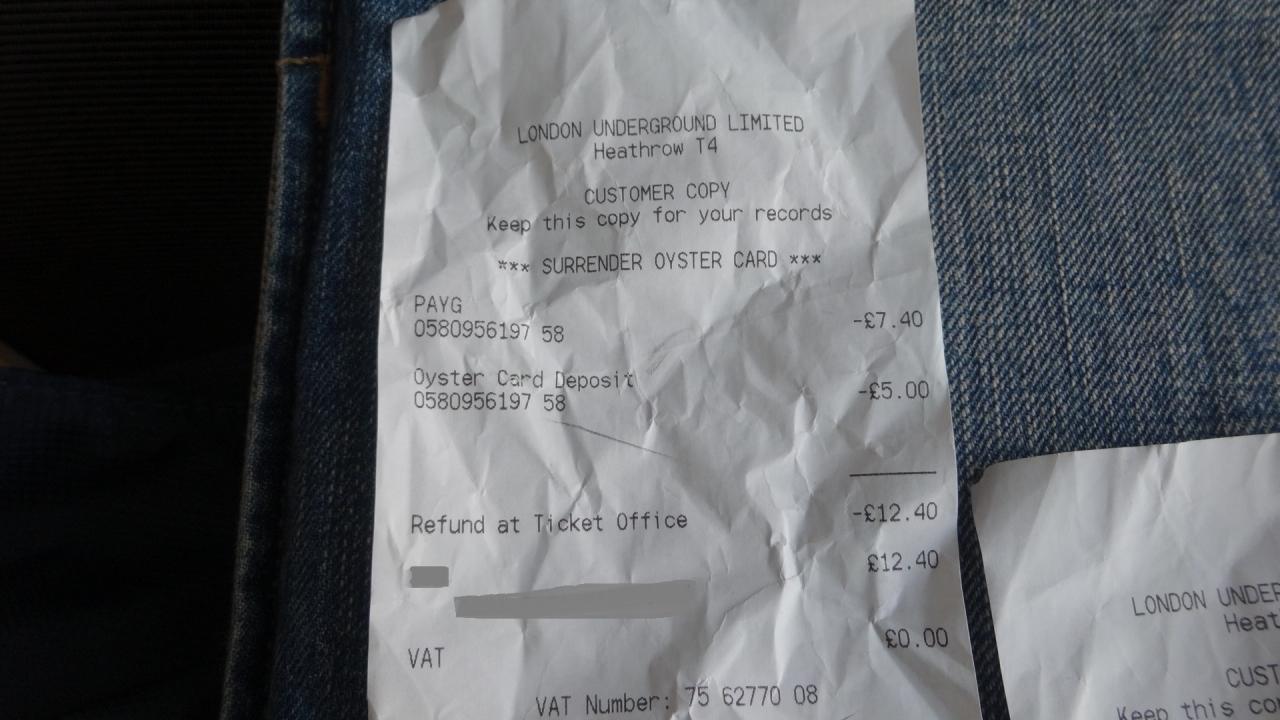 LONDON UNDERGROUND LIMITED
Heathrow T4
CUSTOMER COPY
Keep this copy for your records
*** SURRENDER OYSTER CARD ***
PAYG
0580956197 58 -£7.40
Oyster Card Deposit
0580956197 58 -£5.00
Refund at Ticket Office -£12.40
£12.40
VAT £0.00
VAT Number: 75 62770 08
LONDON UNDER
Heat
CUST
Keep this co